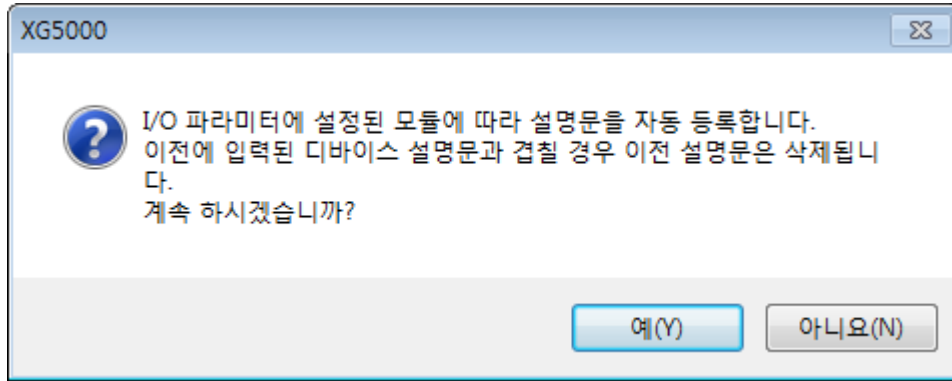 XG5000
I/O 파라미터에 설정된 모듈에 따라 설명문을 자동 등록합니다.
이전에 입력된 디바이스 설명문과 겹칠 경우 이전 설명문은 삭제됩니
다.
계속 하시겠습니까?
예(Y)
아니요(N)